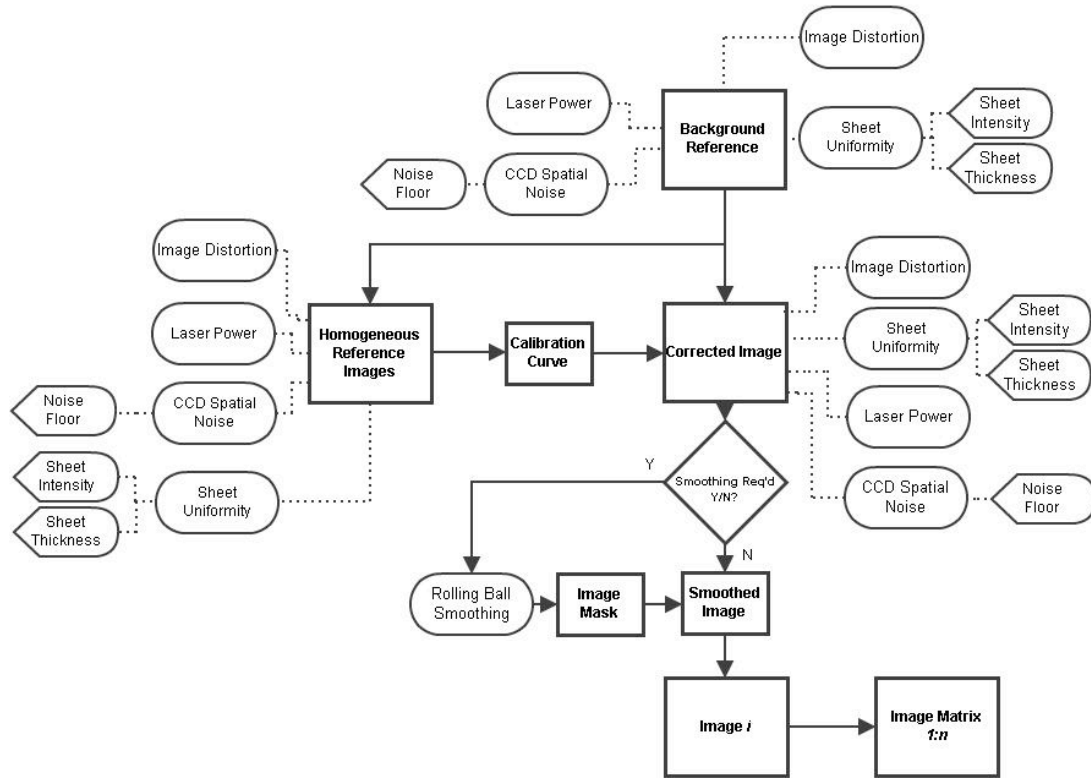 Image Distortion
Laser Power
Background
Reference
Sheet
Uniformity
Sheet
Intensity
Sheet
Thickness
Noise
Floor
CCD Spatial
Noise
Image Distortion
Laser Power
Noise
Floor
CCD Spatial
Noise
Sheet
Intensity
Sheet
Thickness
Sheet
Uniformity
Homogeneous
Reference
Images
Calibration
Curve
Corrected Image
Image Distortion
Sheet
Uniformity
Sheet
Intensity
Sheet
Thickness
Laser Power
CCD Spatial
Noise
Noise
Floor
Y
Smoothing Req'd
Y/N?
N
Rolling Ball
Smoothing
Image
Mask
Smoothed
Image
Image i
Image Matrix
1:n